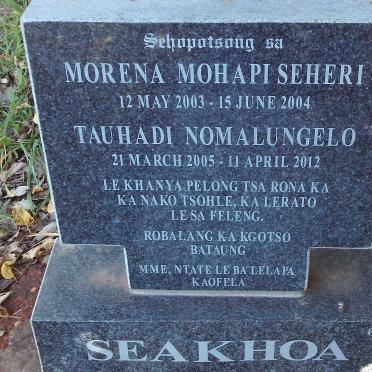 Sehopotsong sa
MORENA MOHAPI SEHERI
12 MAY 2003 - 15 JUNE 2004
TAUHADI NOMALUNGELO
21 MARCH 2005 - 11 APRIL 2012
LE KHANYA PELONG TSA RONA KA
KA NAKO TSOHLE, KA LERATO
LE SA FELENG.
ROBALANG KA KGOTSO
BATAUNG
MME, NTATE LE BA LELAPA
KAOFELA
SEAKHOA